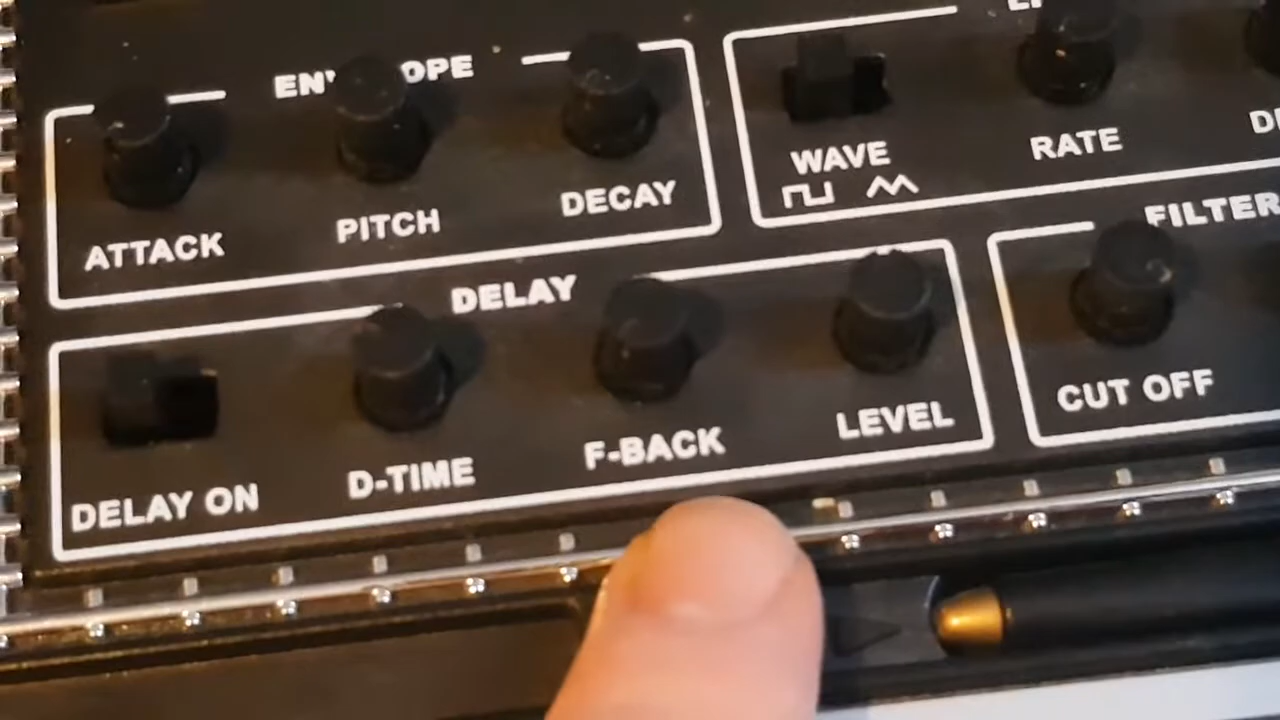 ATTACK
PITCH
DECAY
WAVE
RATE
FILTER
DELAY
DELAY ON
D-TIME
F-BACK
LEVEL
CUT OFF